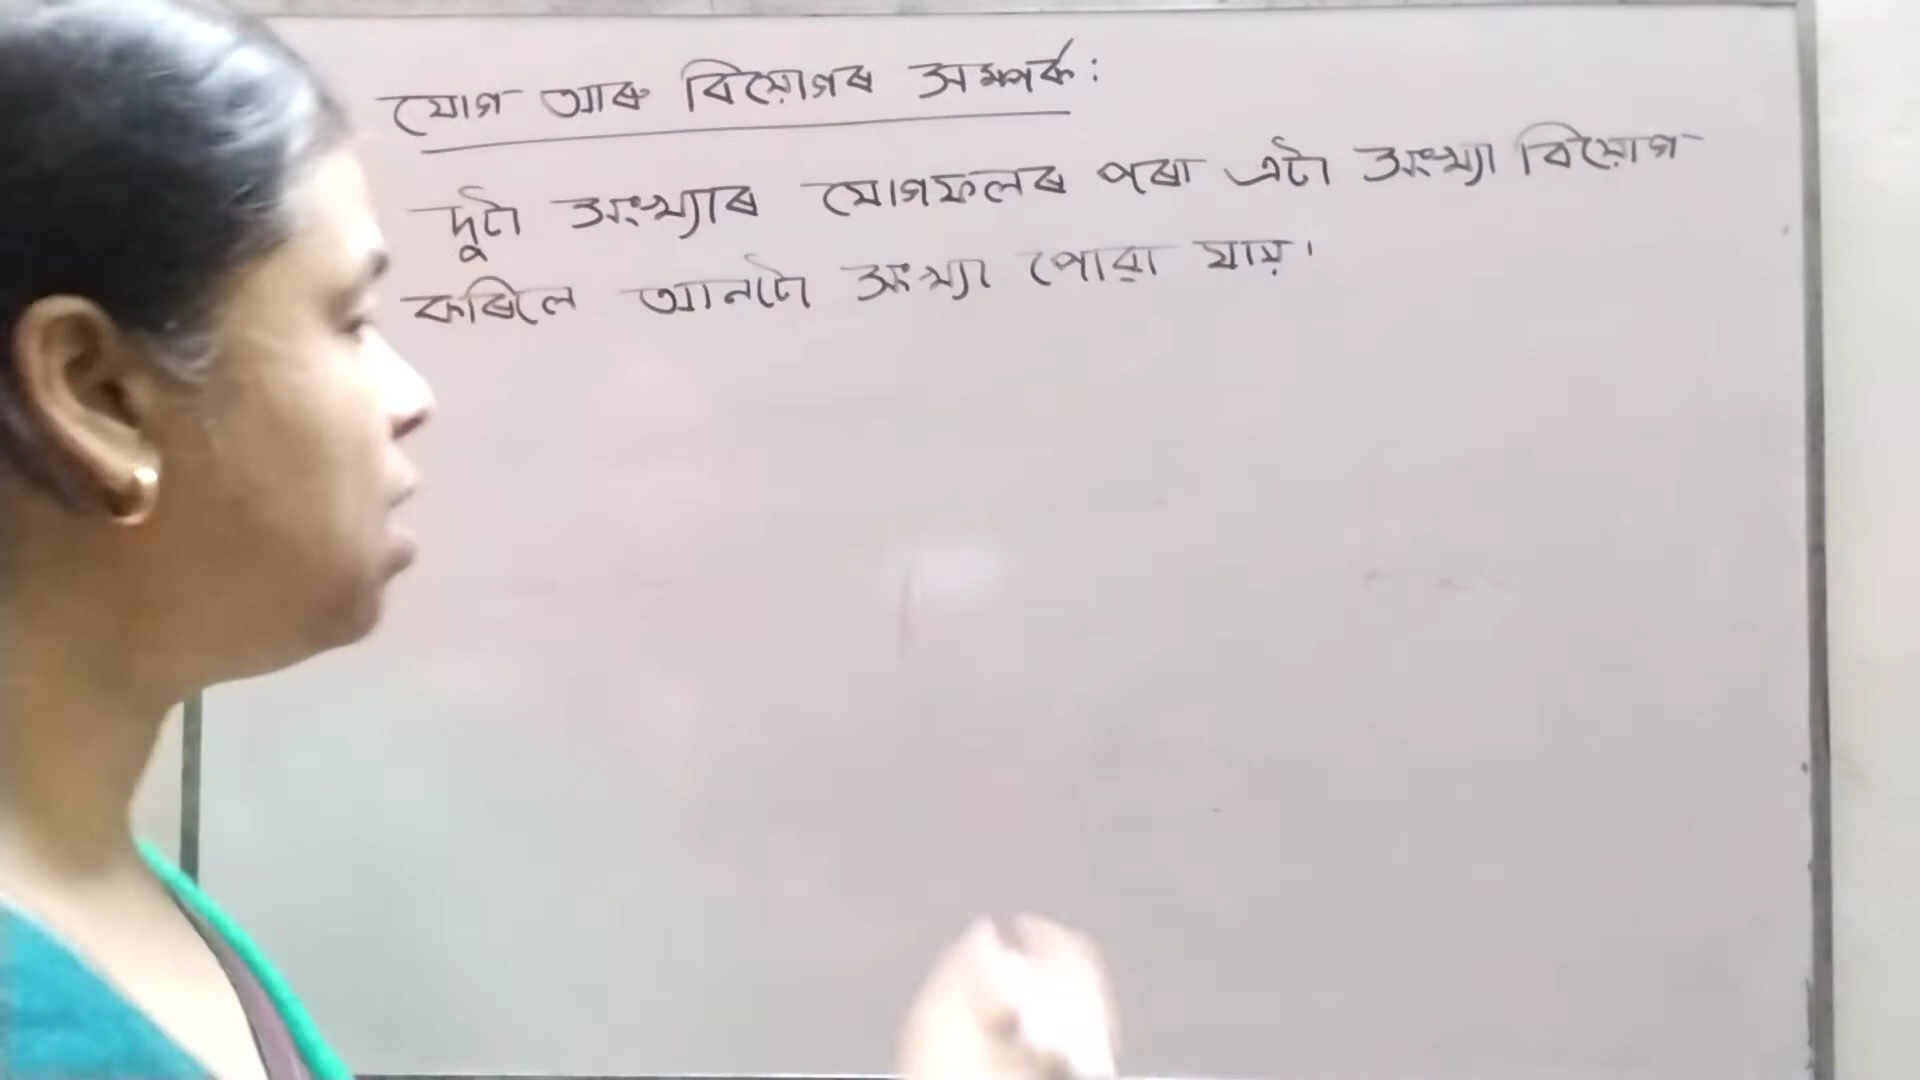 যোগ আৰু বিয়োগৰ সম্পৰ্ক :
দুটা সংখ্যাৰ যোগফলৰ পৰা এটা সংখ্যা বিয়োগ
কৰিলে আনটো সংখ্যা পোৱা যায়।